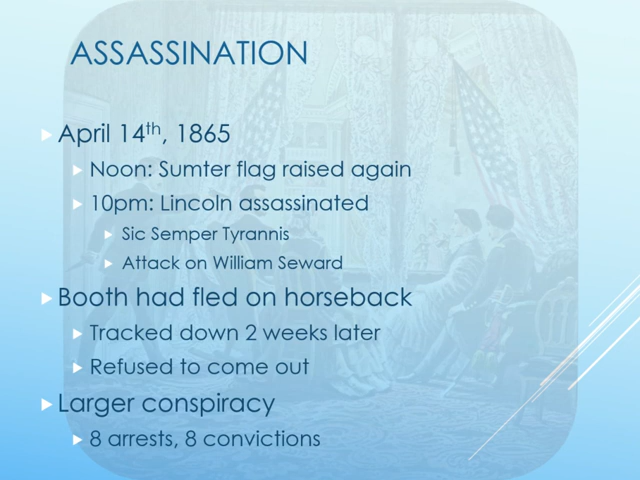 ASSASSINATION
April 14th, 1865
Noon: Sumter flag raised again
10pm: Lincoln assassinated
Sic Semper Tyrannis
Attack on William Seward
Booth had fled on horseback
Tracked down 2 weeks later
Refused to come out
Larger conspiracy
8 arrests, 8 convictions